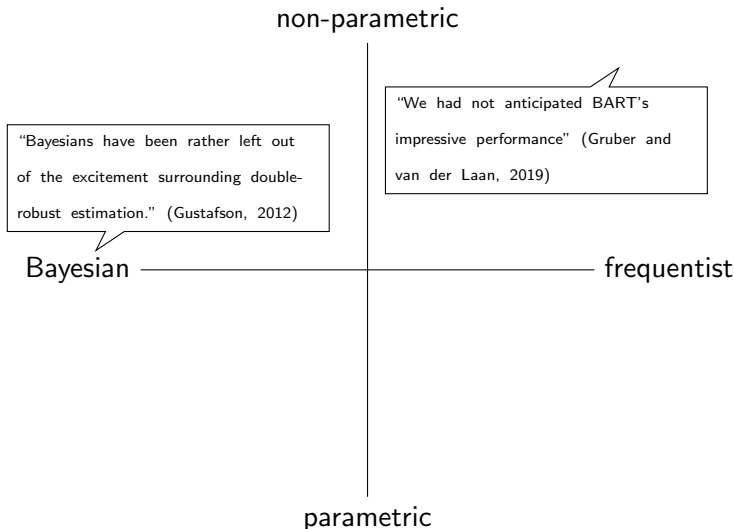 non-parametric
“We had not anticipated BART’s
impressive performance” (Gruber and
van der Laan, 2019)
“Bayesians have been rather left out
of the excitement surrounding double-
robust estimation.” (Gustafson, 2012)
Bayesian
frequentist
parametric